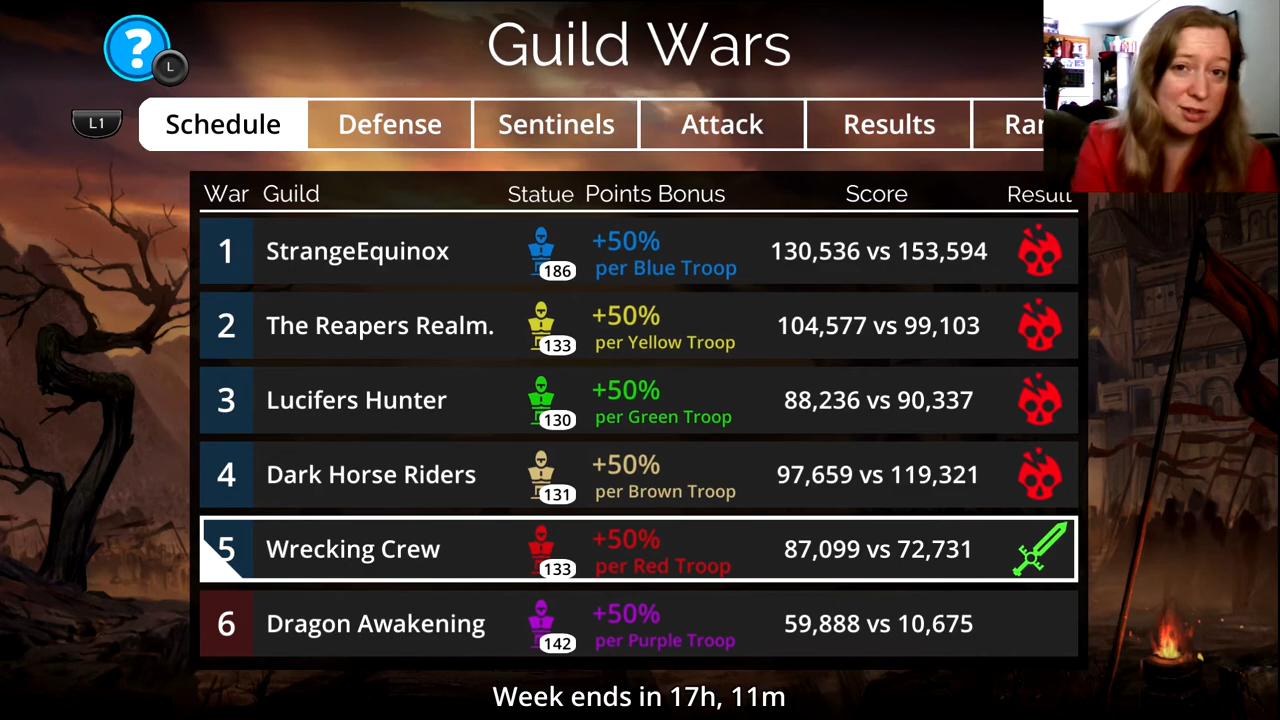 ?
L
Guild Wars
L1
Schedule Defense Sentinels Attack Results
War Guild Statue Points Bonus Score Result
1 StrangeEquinox 186 +50% per Blue Troop 130,536 vs 153,594
2 The Reapers Realm. 133 +50% per Yellow Troop 104,577 vs 99,103
3 Lucifers Hunter 130 +50% per Green Troop 88,236 vs 90,337
4 Dark Horse Riders 131 +50% per Brown Troop 97,659 vs 119,321
5 Wrecking Crew 133 +50% per Red Troop 87,099 vs 72,731
6 Dragon Awakening 142 +50% per Purple Troop 59,888 vs 10,675
Week ends in 17h, 11m